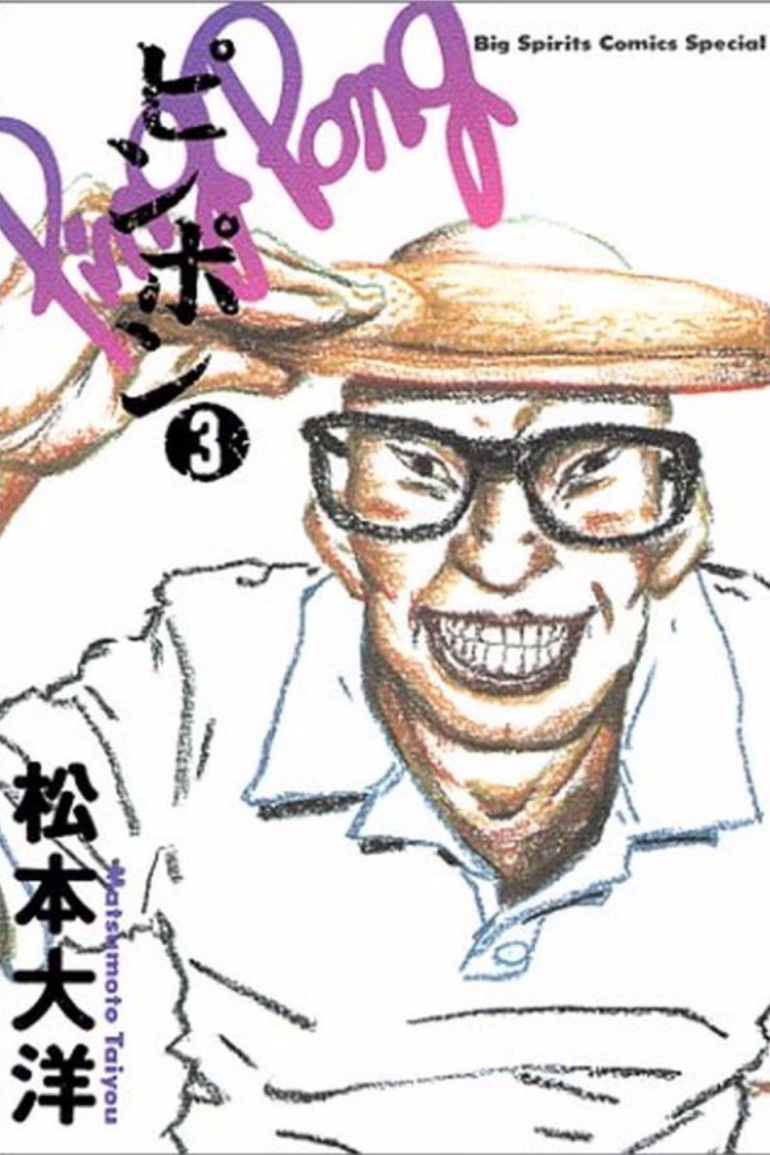 Big Spirits Comics Special
Ping Pong
ピンポン
3
松本大洋
Matsumoto Taiyou